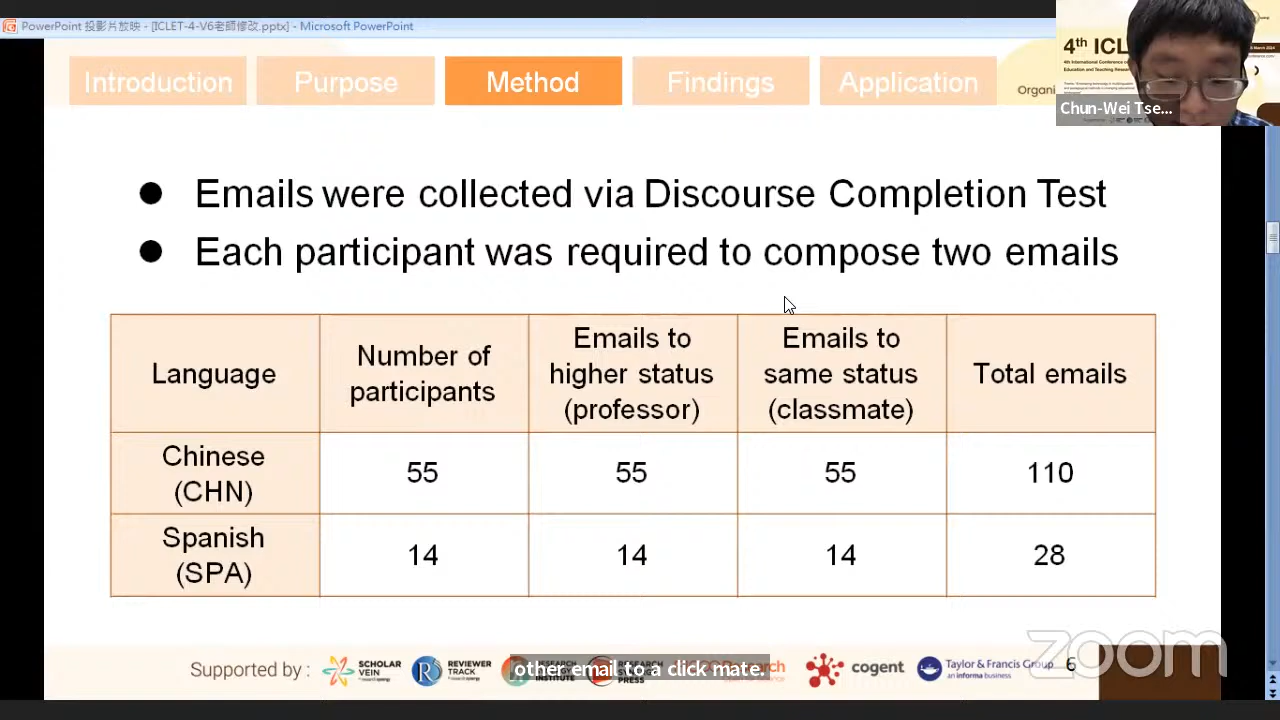 PowerPoint 投影片放映 - [ICLET-4-V6老師修改.pptx] - Microsoft PowerPoint
Introduction
Purpose
Method
Findings
Application
Organi
4th ICL
Chun-Wei Tse...
● Emails were collected via Discourse Completion Test
● Each participant was required to compose two emails
Language
Number of
participants
Emails to
higher status
(professor)
Emails to
same status
(classmate)
Total emails
Chinese
(CHN)
55
55
55
110
Spanish
(SPA)
14
14
14
28
Supported by :
SCHOLAR
VEIN
REVIEWER
TRACK
other email to a click mate.
cogent
Taylor & Francis Group
an informa business
6
zoom